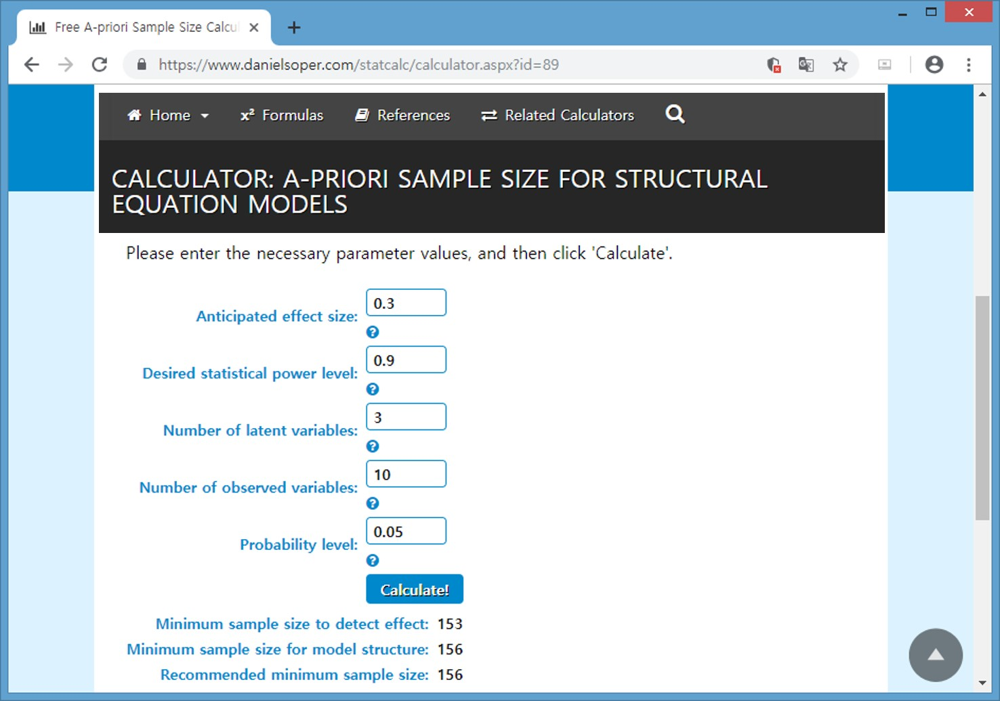 Free A-priori Sample Size Calcu
https://www.danielsoper.com/statcalc/calculator.aspx?id=89
Home x² Formulas References Related Calculators
CALCULATOR: A-PRIORI SAMPLE SIZE FOR STRUCTURAL
EQUATION MODELS
Please enter the necessary parameter values, and then click 'Calculate'.
Anticipated effect size: 0.3
?
Desired statistical power level: 0.9
?
Number of latent variables: 3
?
Number of observed variables: 10
?
Probability level: 0.05
?
Calculate!
Minimum sample size to detect effect: 153
Minimum sample size for model structure: 156
Recommended minimum sample size: 156